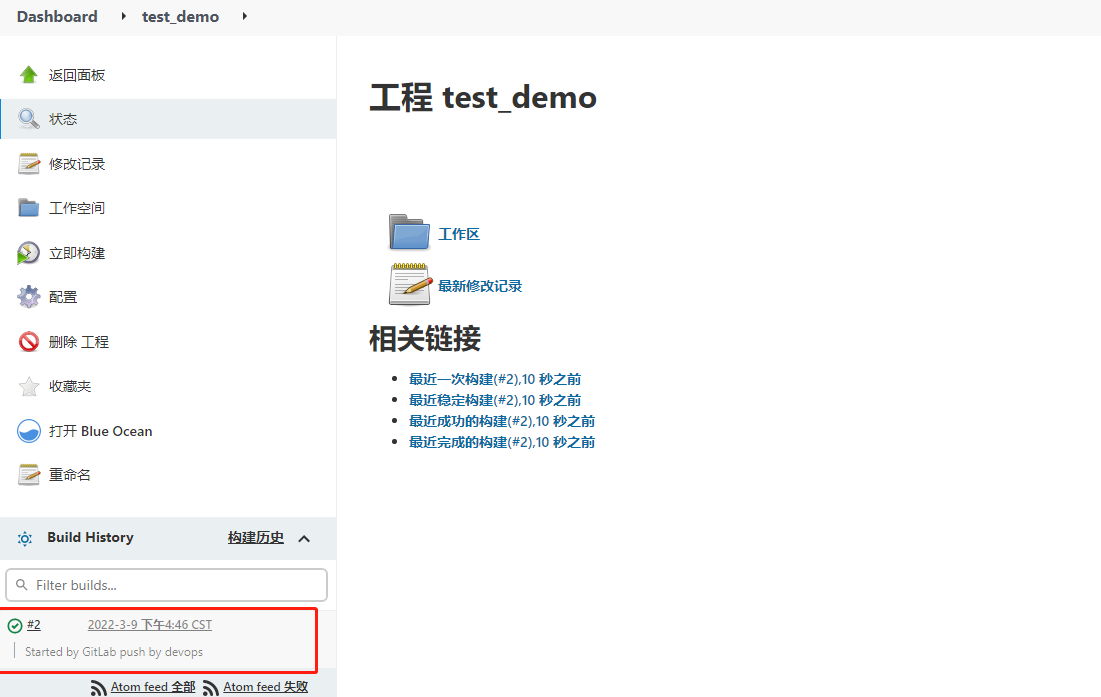 Dashboard test_demo
返回面板
状态
修改记录
工作空间
立即构建
配置
删除 工程
收藏夹
打开 Blue Ocean
重命名
Build History 构建历史
Filter builds...
#2 2022-3-9 下午4:46 CST
Started by GitLab push by devops
Atom feed 全部 Atom feed 失败
工程 test_demo
工作区
最新修改记录
相关链接
最近一次构建(#2),10 秒之前
最近稳定构建(#2),10 秒之前
最近成功的构建(#2),10 秒之前
最近完成的构建(#2),10 秒之前